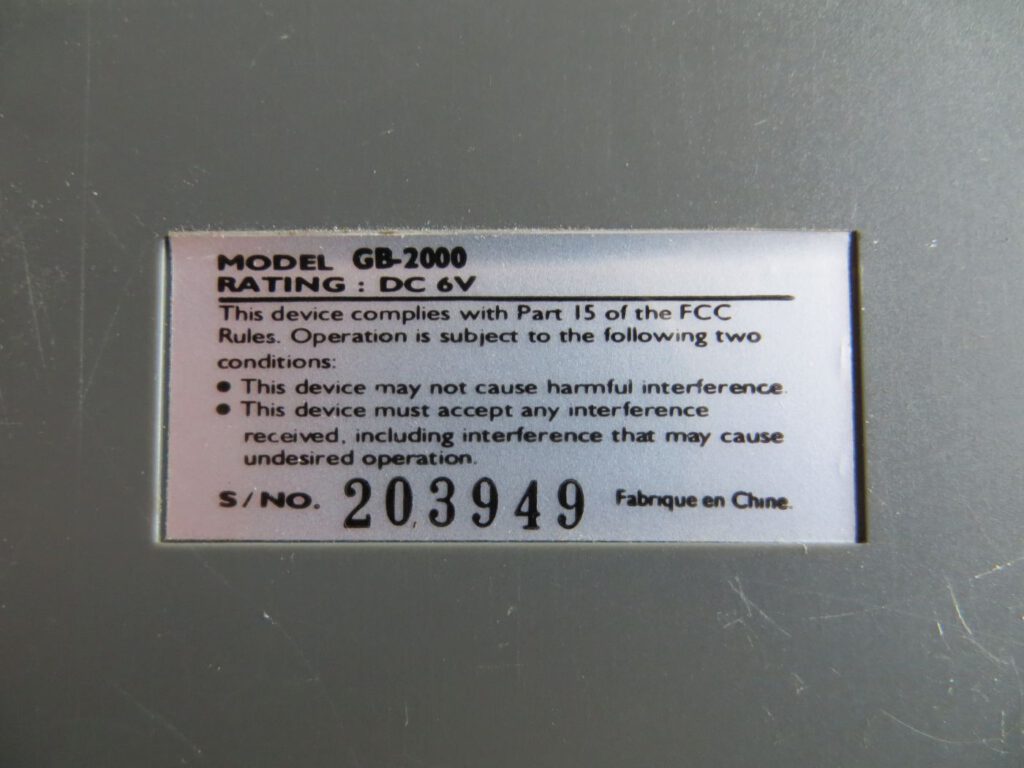 MODEL GB-2000
RATING : DC 6V
This device complies with Part 15 of the FCC
Rules. Operation is subject to the following two
conditions:
● This device may not cause harmful interference.
● This device must accept any interference
received, including interference that may cause
undesired operation.
S/NO. 203949 Fabrique en Chine.